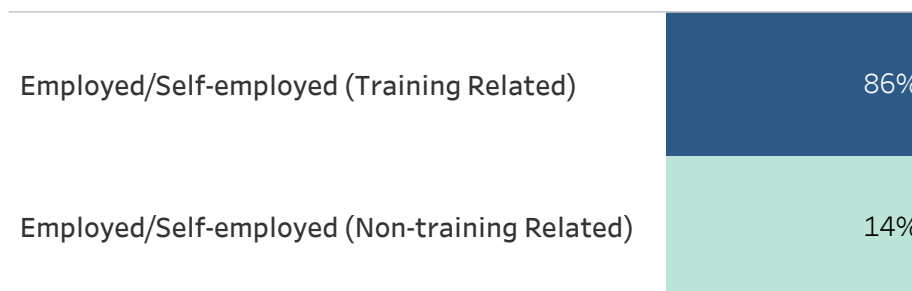 Employed/Self-employed (Training Related) 86%
Employed/Self-employed (Non-training Related) 14%